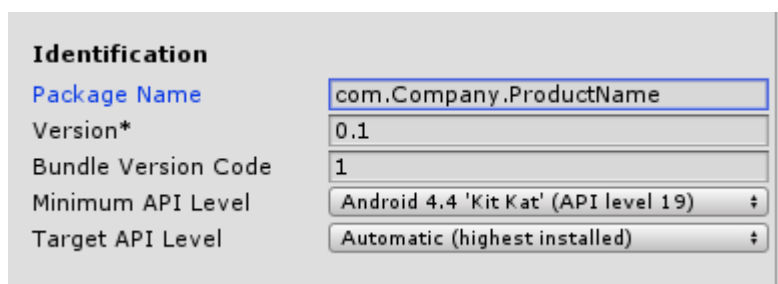 Identification
Package Name com.Company.ProductName
Version* 0.1
Bundle Version Code 1
Minimum API Level Android 4.4 'Kit Kat' (API level 19)
Target API Level Automatic (highest installed)